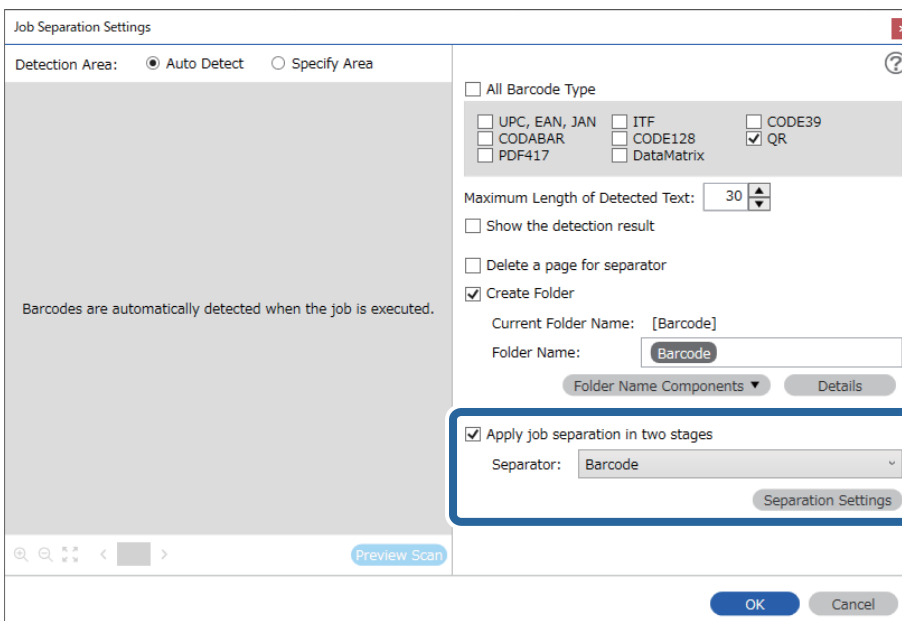 Job Separation Settings
Detection Area: Auto Detect Specify Area
Barcodes are automatically detected when the job is executed.
Preview Scan
All Barcode Type
UPC, EAN, JAN ITF CODE39
CODABAR CODE128 QR
PDF417 DataMatrix
Maximum Length of Detected Text: 30
Show the detection result
Delete a page for separator
Create Folder
Current Folder Name: [Barcode]
Folder Name: Barcode
Folder Name Components ▼ Details
Apply job separation in two stages
Separator: Barcode
Separation Settings
OK Cancel